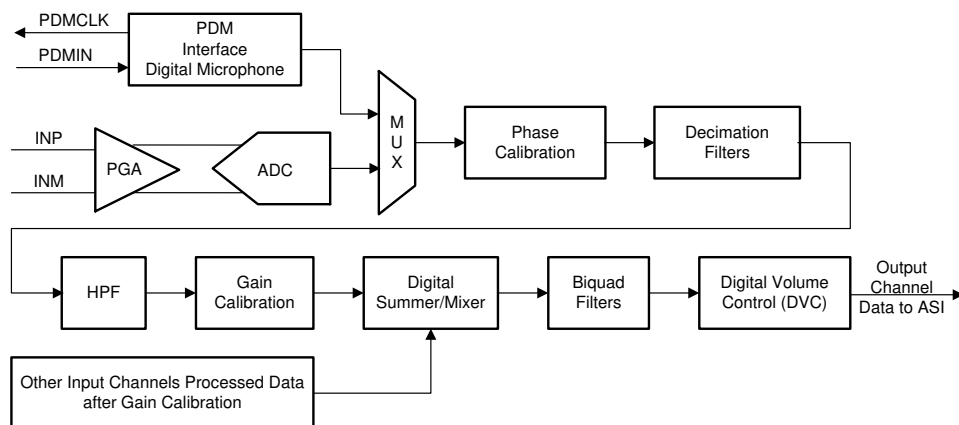 PDMCLK
PDMIN
PDM
Interface
Digital Microphone
INP
INM
PGA
ADC
M
U
X
Phase
Calibration
Decimation
Filters
HPF
Gain
Calibration
Digital
Summer/Mixer
Biquad
Filters
Digital Volume
Control (DVC)
Output
Channel
Data to ASI
Other Input Channels Processed Data
after Gain Calibration